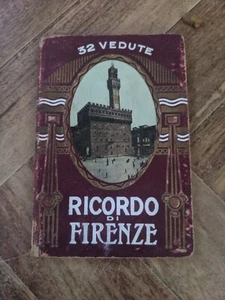 32 VEDUTE
RICORDO
DI
FIRENZE